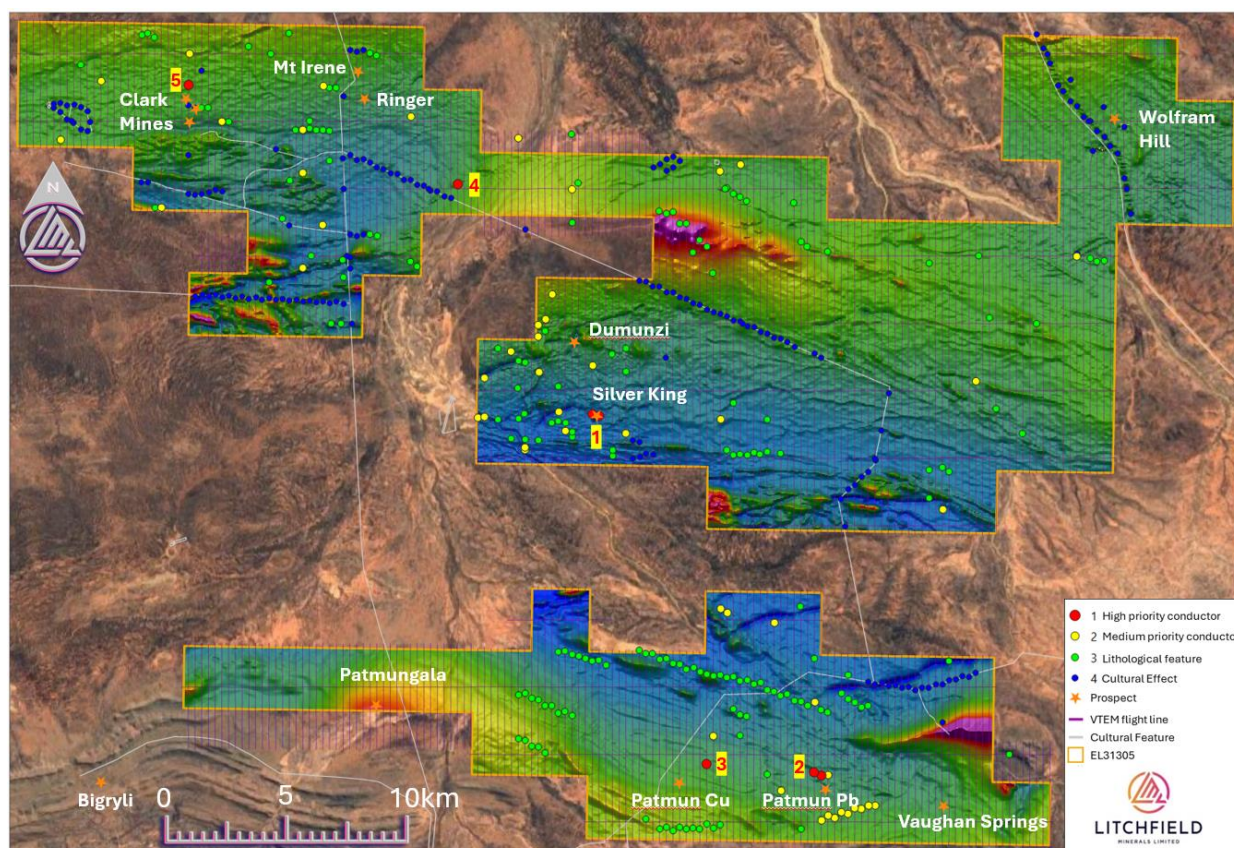 Mt Irene
5
Clark
Mines
Ringer
Wolfram
Hill
4
N
Dumunzi
Silver King
1
Patmungala
3
2
Bigryli
0
5
10km
Patmun Cu
Patmun Pb
Vaughan Springs
1 High priority conductor
2 Medium priority conductor
3 Lithological feature
4 Cultural Effect
Prospect
VTEM flight line
Cultural Feature
EL31305
LITCHFIELD
MINERALS LIMITED